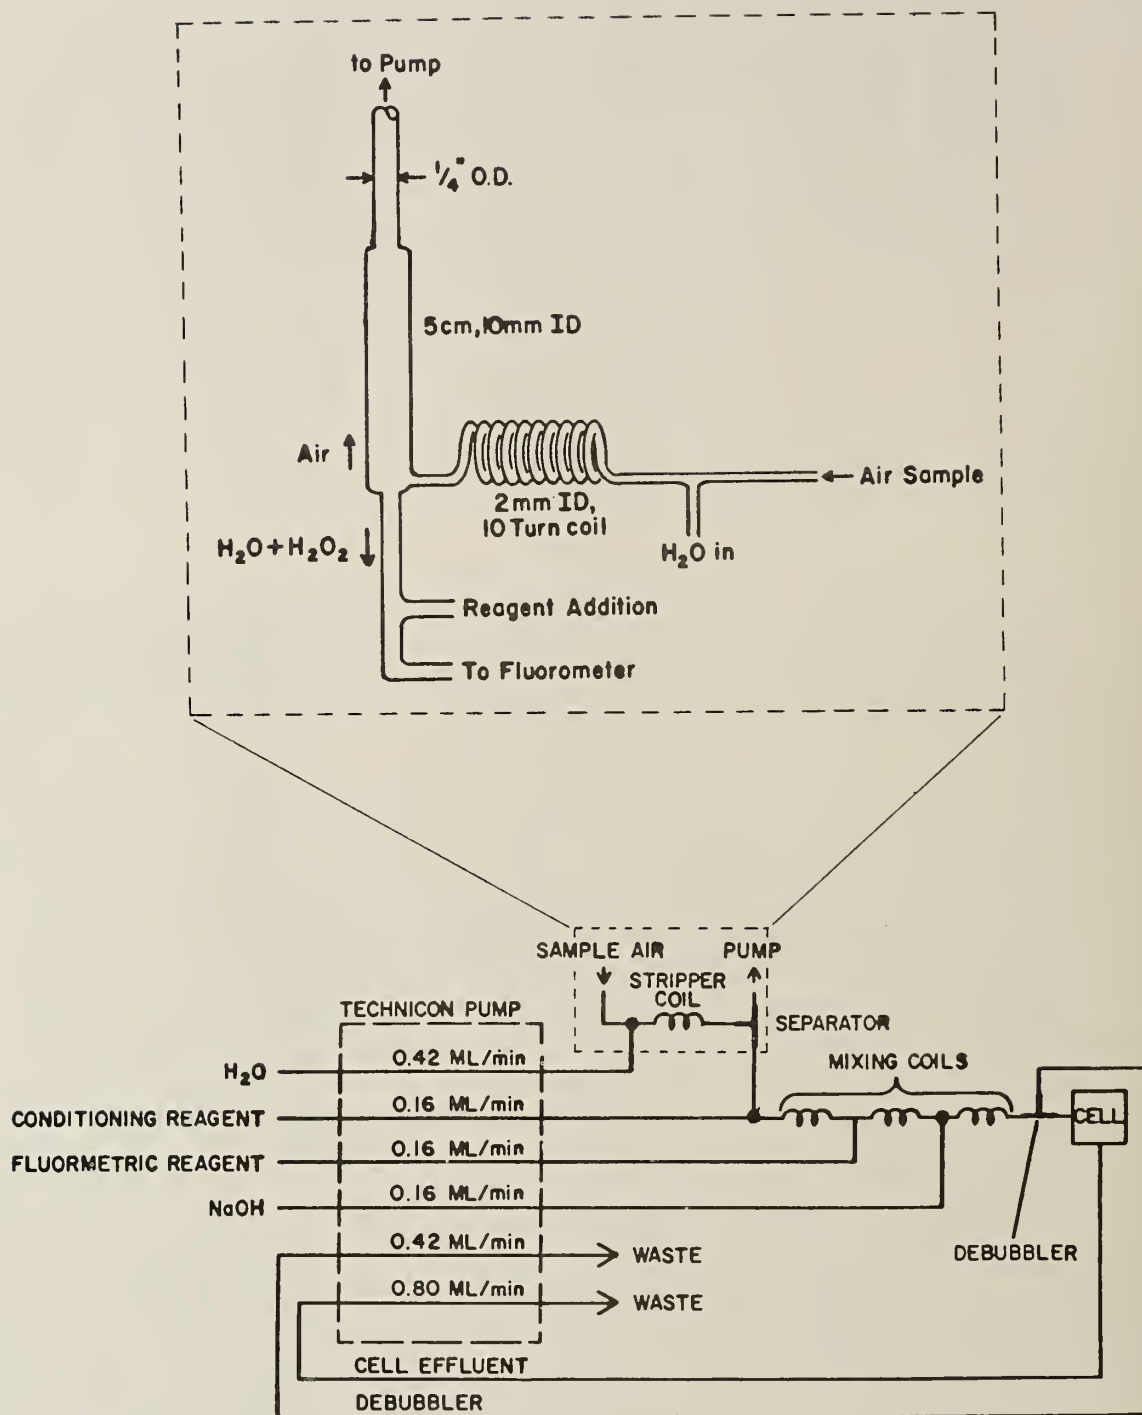 to Pump
1/4" O.D.
5cm,10mm ID
Air
Air Sample
2mm ID,
10 Turn coil
H₂O+H₂O₂
H₂O in
Reagent Addition
To Fluorometer
SAMPLE AIR
PUMP
STRIPPER
COIL
TECHNICON PUMP
SEPARATOR
H₂O
0.42 ML/min
MIXING COILS
CONDITIONING REAGENT
0.16 ML/min
CELL
FLUORMETRIC REAGENT
0.16 ML/min
NaOH
0.16 ML/min
0.42 ML/min
WASTE
DEBUBBLER
0.80 ML/min
WASTE
CELL EFFLUENT
DEBUBBLER